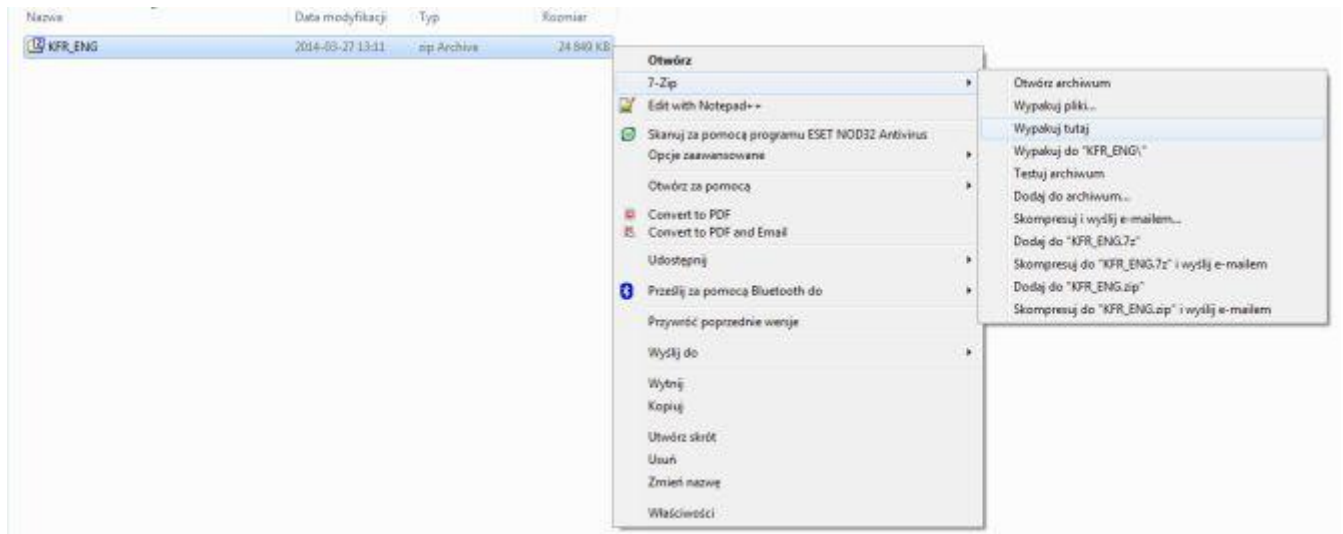 Nazwa Data modyfikacji Typ Rozmiar
KFR_ENG 2014-03-27 13:11 zip Archive 24 849 KB
Otwórz
7-Zip
Edit with Notepad++
Skanuj za pomocą programu ESET NOD32 Antivirus
Opcje zaawansowane
Otwórz za pomocą
Convert to PDF
Convert to PDF and Email
Udostępnij
Prześlij za pomocą Bluetooth do
Przywróć poprzednie wersje
Wyślij do
Wytnij
Kopiuj
Utwórz skrót
Usuń
Zmień nazwę
Właściwości
Otwórz archiwum
Wypakuj pliki...
Wypakuj tutaj
Wypakuj do "KFR_ENG\"
Testuj archiwum
Dodaj do archiwum...
Skompresuj i wyślij e-mailem...
Dodaj do "KFR_ENG.7z"
Skompresuj do "KFR_ENG.7z" i wyślij e-mailem
Dodaj do "KFR_ENG.zip"
Skompresuj do "KFR_ENG.zip" i wyślij e-mailem